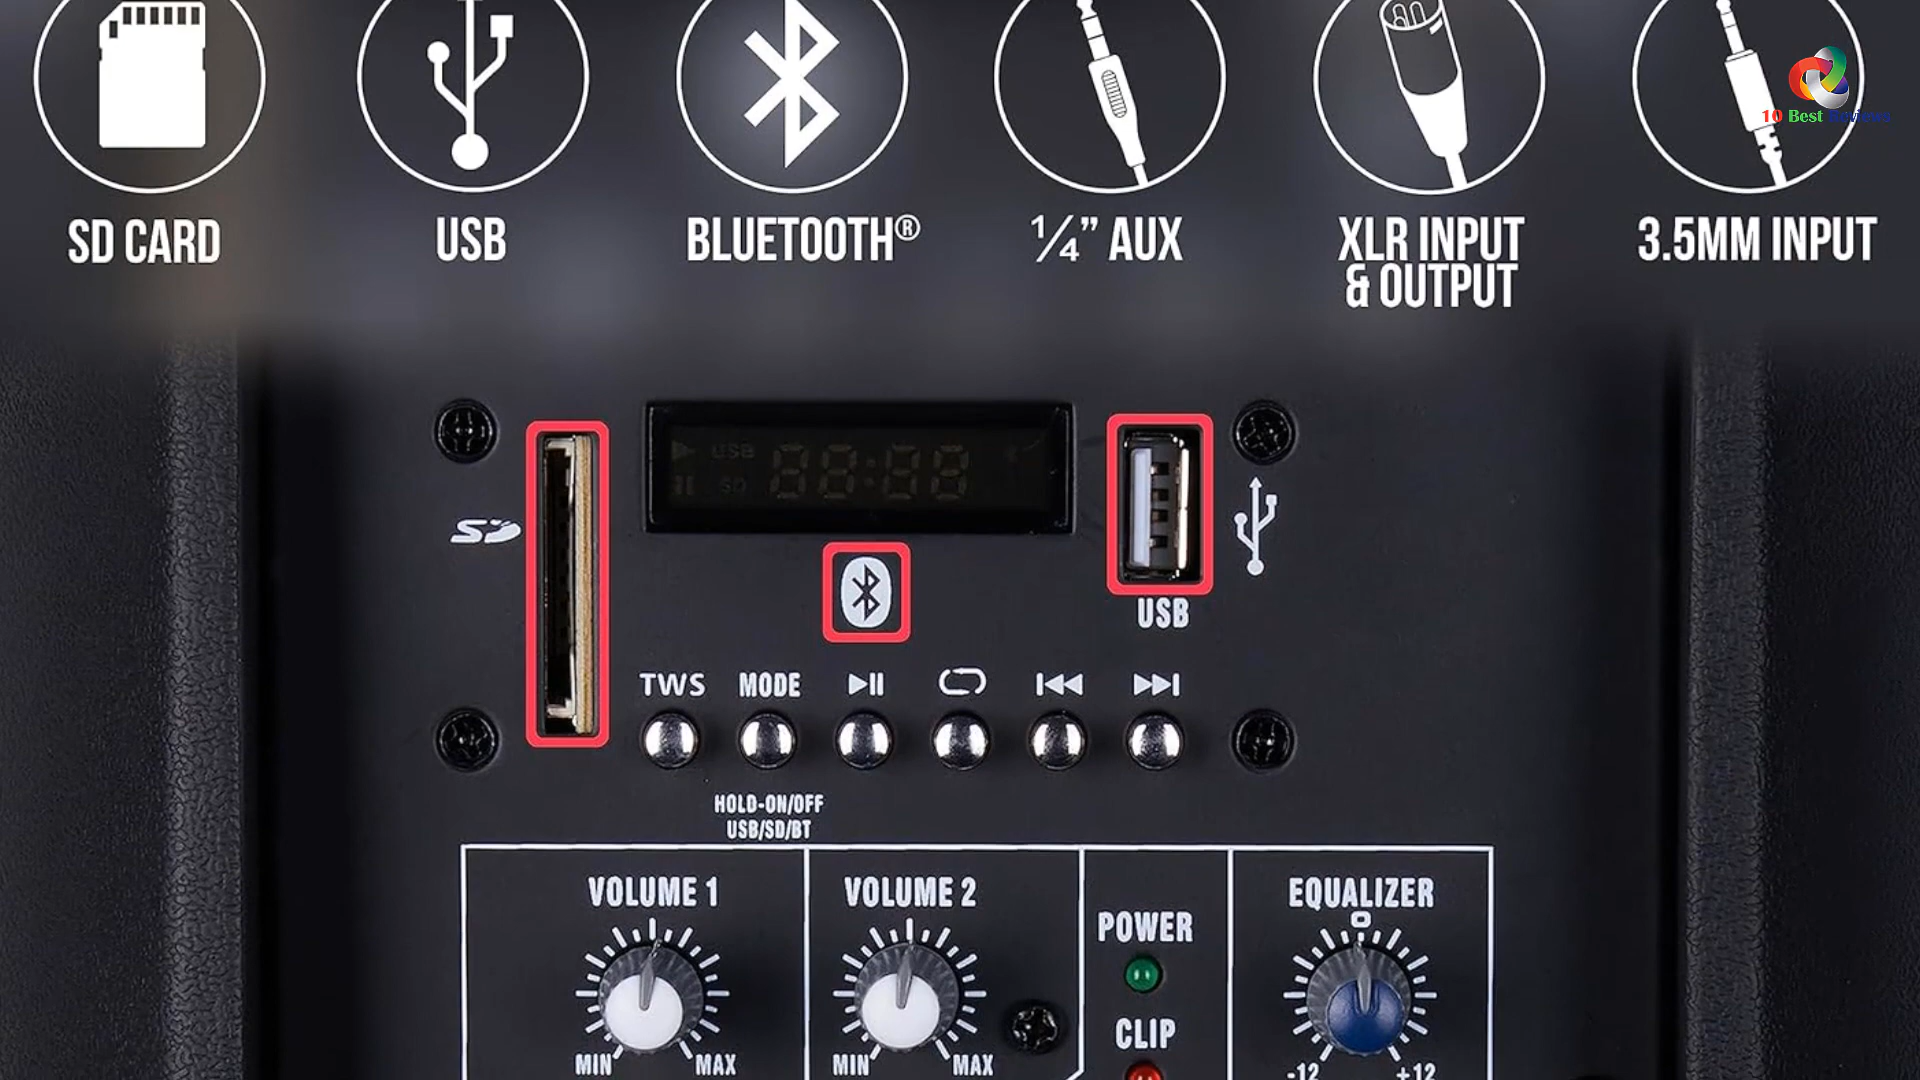 10 Best Reviews
SD CARD
USB
BLUETOOTH®
¼” AUX
XLR INPUT
& OUTPUT
3.5MM INPUT
USB
SD
88:88
SD
USB
TWS
MODE
HOLD-ON/OFF
USB/SD/BT
VOLUME 1
VOLUME 2
POWER
EQUALIZER
0
CLIP
MIN
MAX
MIN
MAX
-12
+12